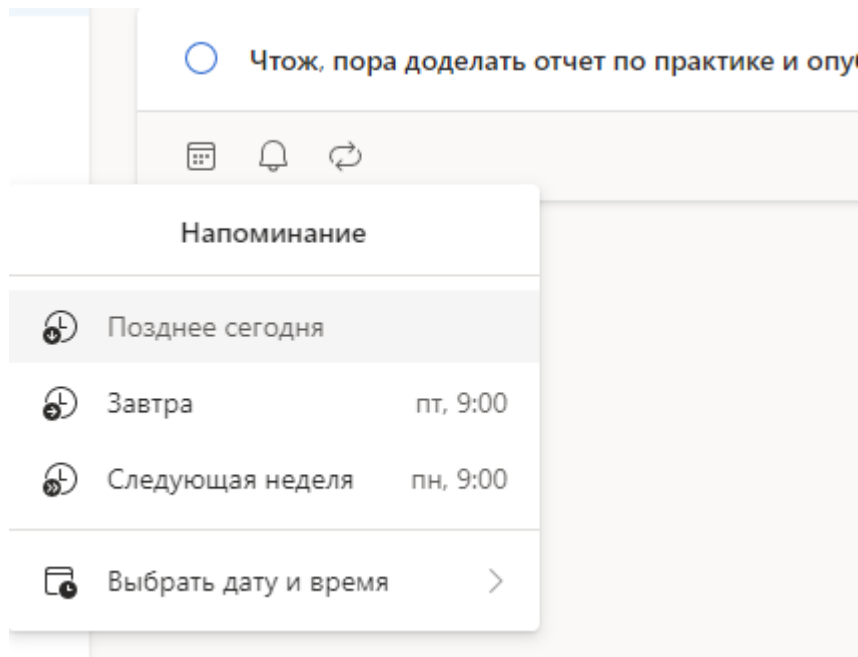 Чтож, пора доделать отчет по практике и
Напоминание
Позднее сегодня
Завтра пт, 9:00
Следующая неделя пн, 9:00
Выбрать дату и время